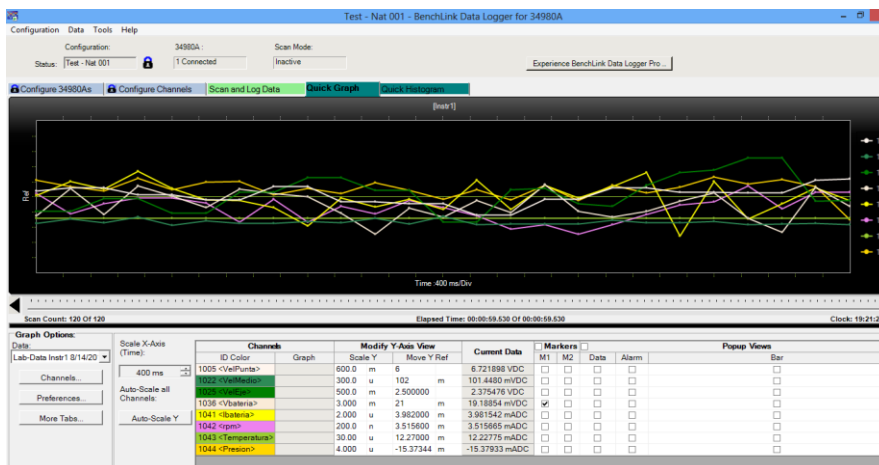 Test - Nat 001 - BenchLink Data Logger for 34980A
Configuration Data Tools Help
Configuration: 34980A : Scan Mode:
Status: Test - Nat 001 1 Connected Inactive Experience BenchLink Data Logger Pro ...
Configure 34980As Configure Channels Scan and Log Data Quick Graph Quick Histogram
[Instr1]
Ref
Time :400 ms/Div
Scan Count: 120 Of 120 Elapsed Time: 00:00:59.530 Of 00:00:59.530 Clock: 19:21:2
Graph Options:
Data:
Lab-Data Instr1 8/14/20
Channels...
Preferences...
More Tabs...
Scale X-Axis
(Time):
400 ms
Auto-Scale all
Channels:
Auto-Scale Y
Channels Modify Y-Axis View Current Data Markers Popup Views
ID Color Graph Scale Y Move Y Ref M1 M2 Data Alarm Bar
1005 <VelPunta> 600.0 m 6 6.721898 VDC
1022 <VelMedio> 300.0 u 102 m 101.4480 mVDC
<VelEje> 500.0 m 2.500000 2.375476 VDC
1036 <Vbateria> 3.000 m 21 m 19.18854 mVDC
1041 <Ibateria> 2.000 u 3.982000 m 3.981542 mADC
1042 <rpm> 200.0 n 3.515600 m 3.515665 mADC
1043 <Temperatura> 30.00 u 12.27000 m 12.22775 mADC
1044 <Presion> 4.000 u -15.37344 m -15.37933 mADC